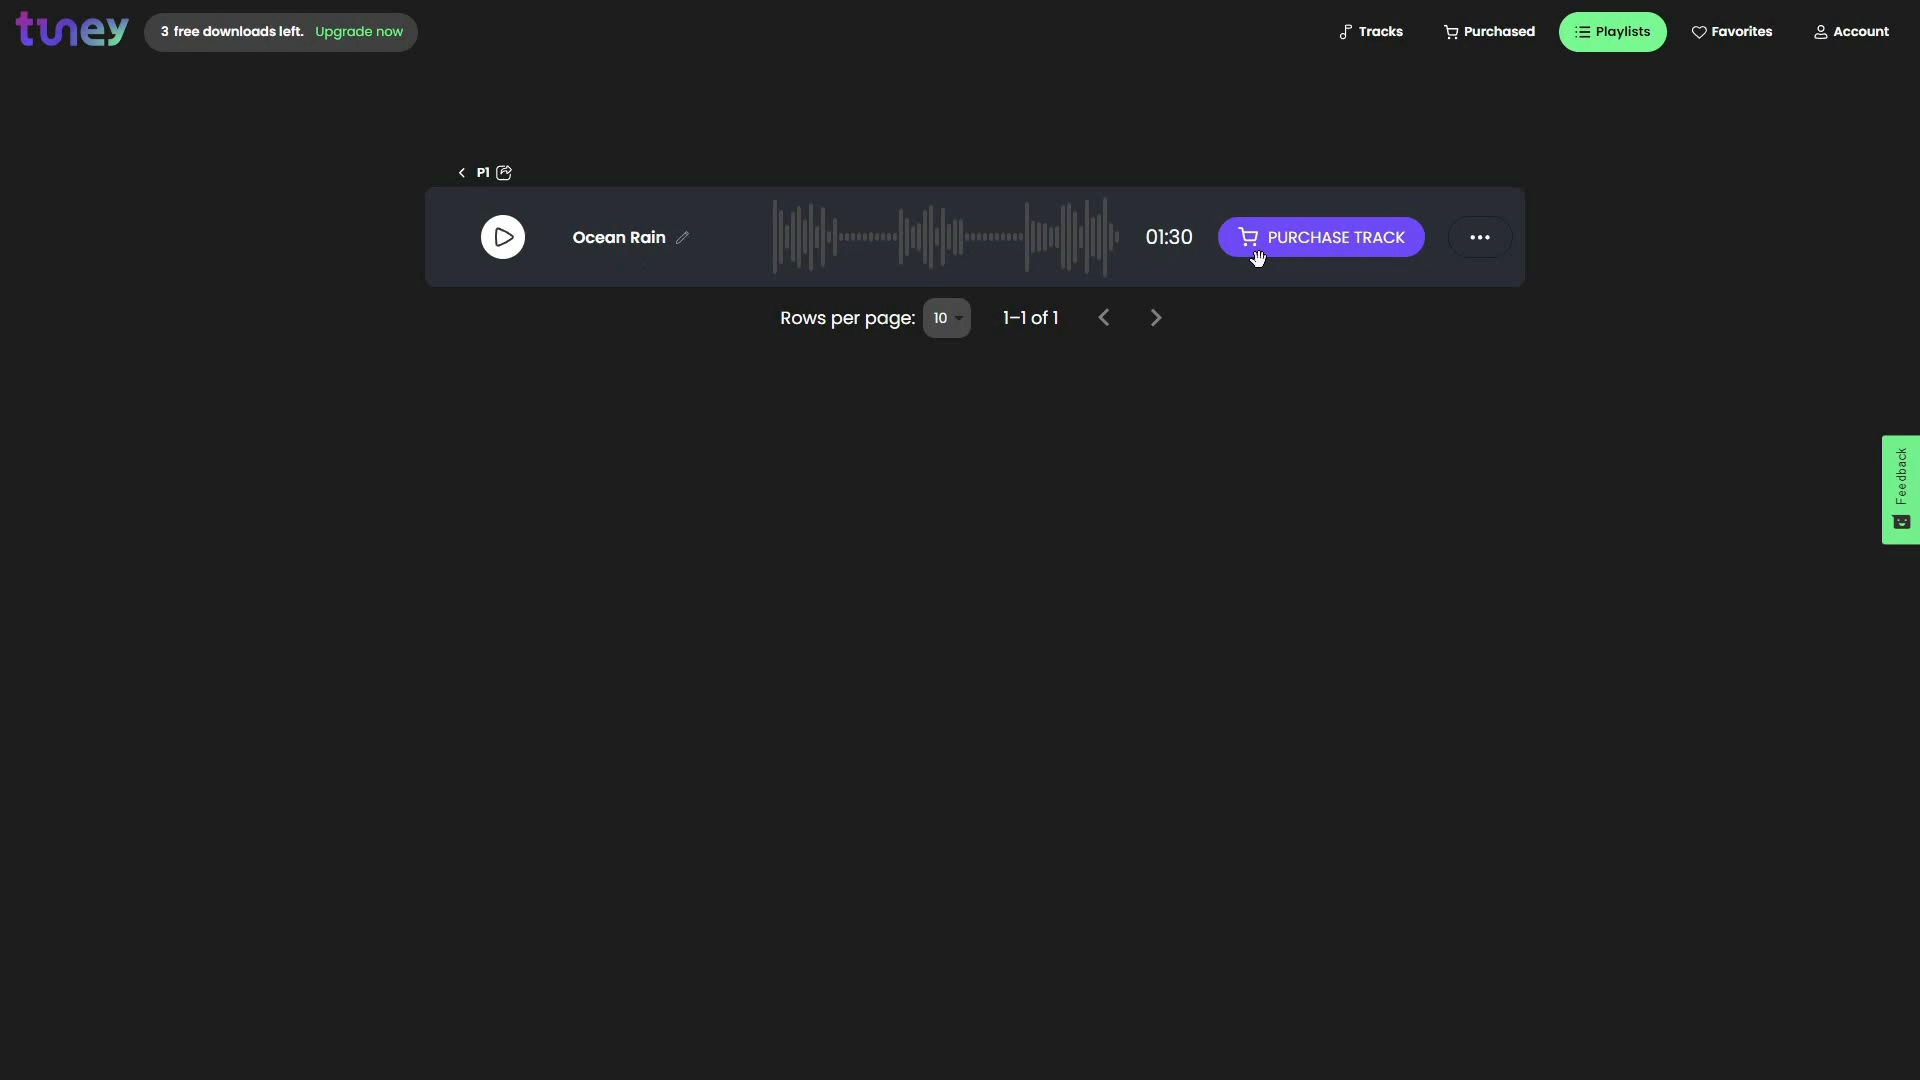 tuney
3 free downloads left. Upgrade now
Tracks
Purchased
Playlists
Favorites
Account
P1
Ocean Rain
01:30
PURCHASE TRACK
Rows per page: 10
1–1 of 1
Feedback